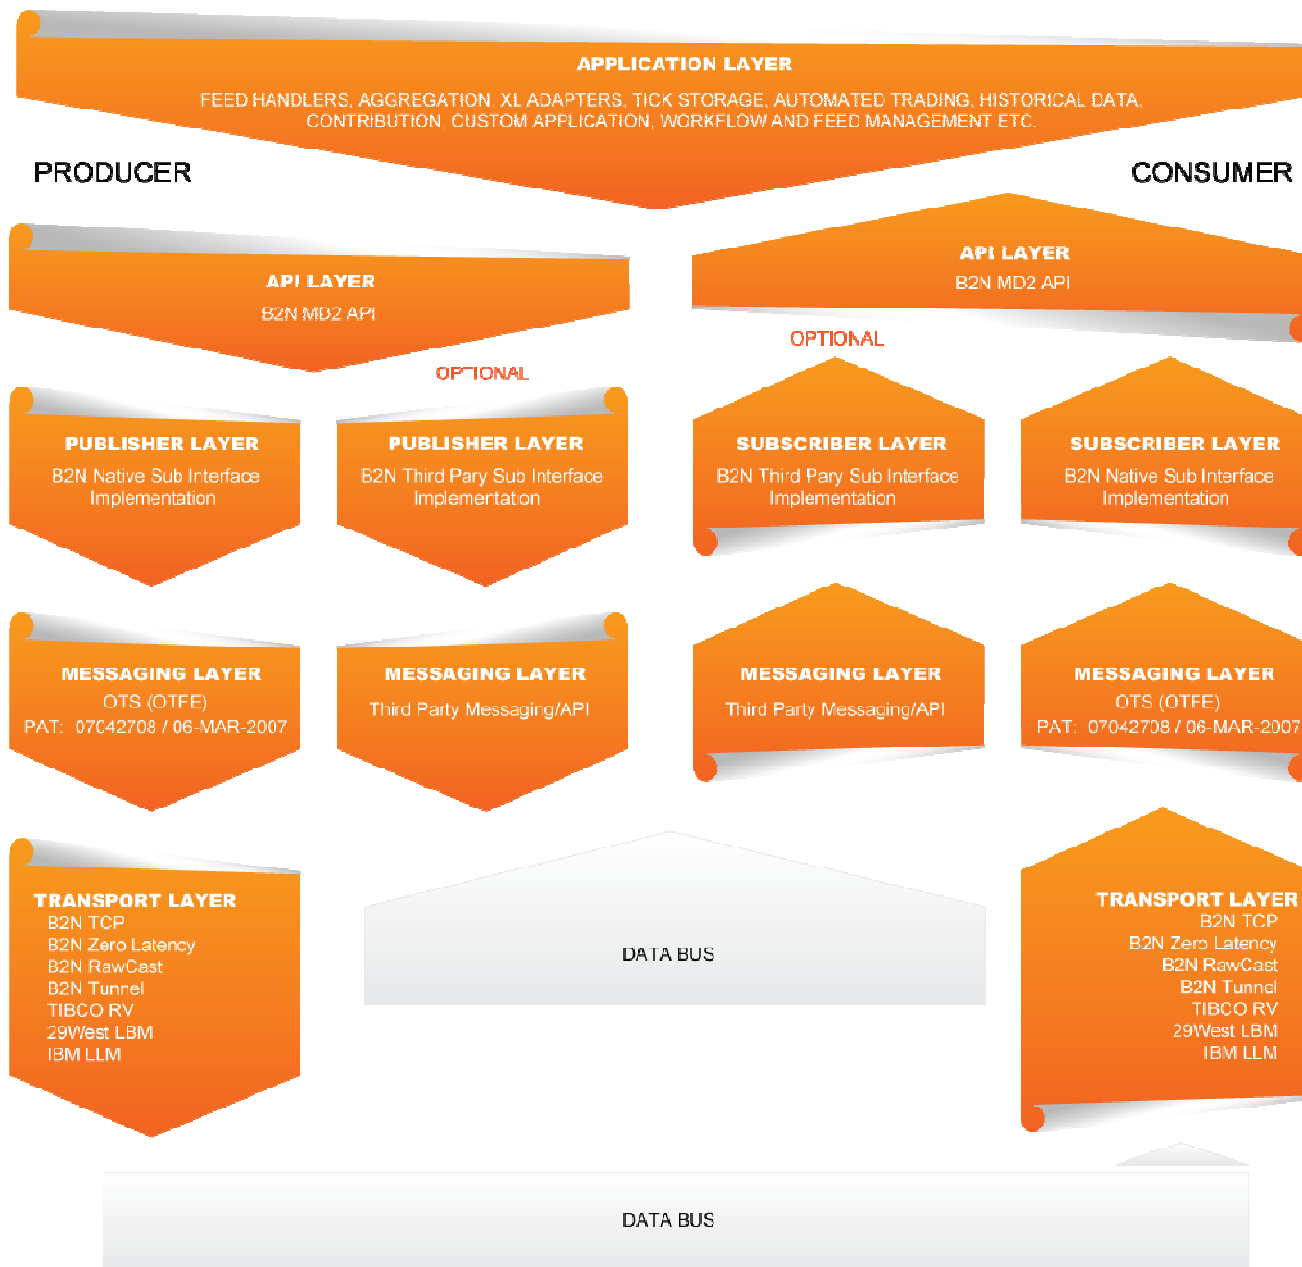 APPLICATION LAYER
FEED HANDLERS, AGGREGATION, XL ADAPTERS, TICK STORAGE, AUTOMATED TRADING, HISTORICAL DATA,
CONTRIBUTION, CUSTOM APPLICATION, WORKFLOW AND FEED MANAGEMENT ETC.
PRODUCER
CONSUMER
API LAYER
B2N MD2 API
API LAYER
B2N MD2 API
OPTIONAL
OPTIONAL
PUBLISHER LAYER
B2N Native Sub Interface
Implementation
PUBLISHER LAYER
B2N Third Pary Sub Interface
Implementation
SUBSCRIBER LAYER
B2N Third Pary Sub Interface
Implementation
SUBSCRIBER LAYER
B2N Native Sub Interface
Implementation
MESSAGING LAYER
OTS (OTFE)
PAT: 07042708 / 06-MAR-2007
MESSAGING LAYER
Third Party Messaging/API
MESSAGING LAYER
Third Party Messaging/API
MESSAGING LAYER
OTS (OTFE)
PAT: 07042708 / 06-MAR-2007
TRANSPORT LAYER
B2N TCP
B2N Zero Latency
B2N RawCast
B2N Tunnel
TIBCO RV
29West LBM
IBM LLM
DATA BUS
TRANSPORT LAYER
B2N TCP
B2N Zero Latency
B2N RawCast
B2N Tunnel
TIBCO RV
29West LBM
IBM LLM
DATA BUS